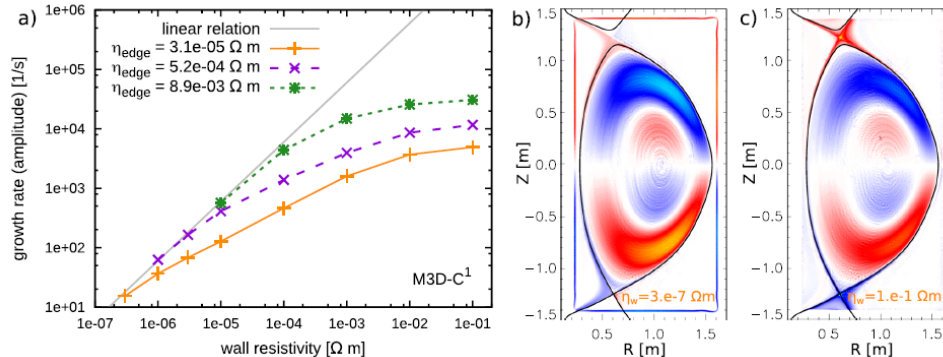 a)
growth rate (amplitude) [1/s]
1e+06
1e+05
1e+04
1e+03
1e+02
1e+01
linear relation
η_edge = 3.1e-05 Ω m
η_edge = 5.2e-04 Ω m
η_edge = 8.9e-03 Ω m
M3D-C¹
1e-07 1e-06 1e-05 1e-04 1e-03 1e-02 1e-01
wall resistivity [Ω m]
b)
Z [m]
1.5
1.0
0.5
0.0
−0.5
−1.0
−1.5
η_w=3.e-7 Ωm
0.5 1.0 1.5
R [m]
c)
Z [m]
1.5
1.0
0.5
0.0
−0.5
−1.0
−1.5
η_w=1.e-1 Ωm
0.5 1.0 1.5
R [m]